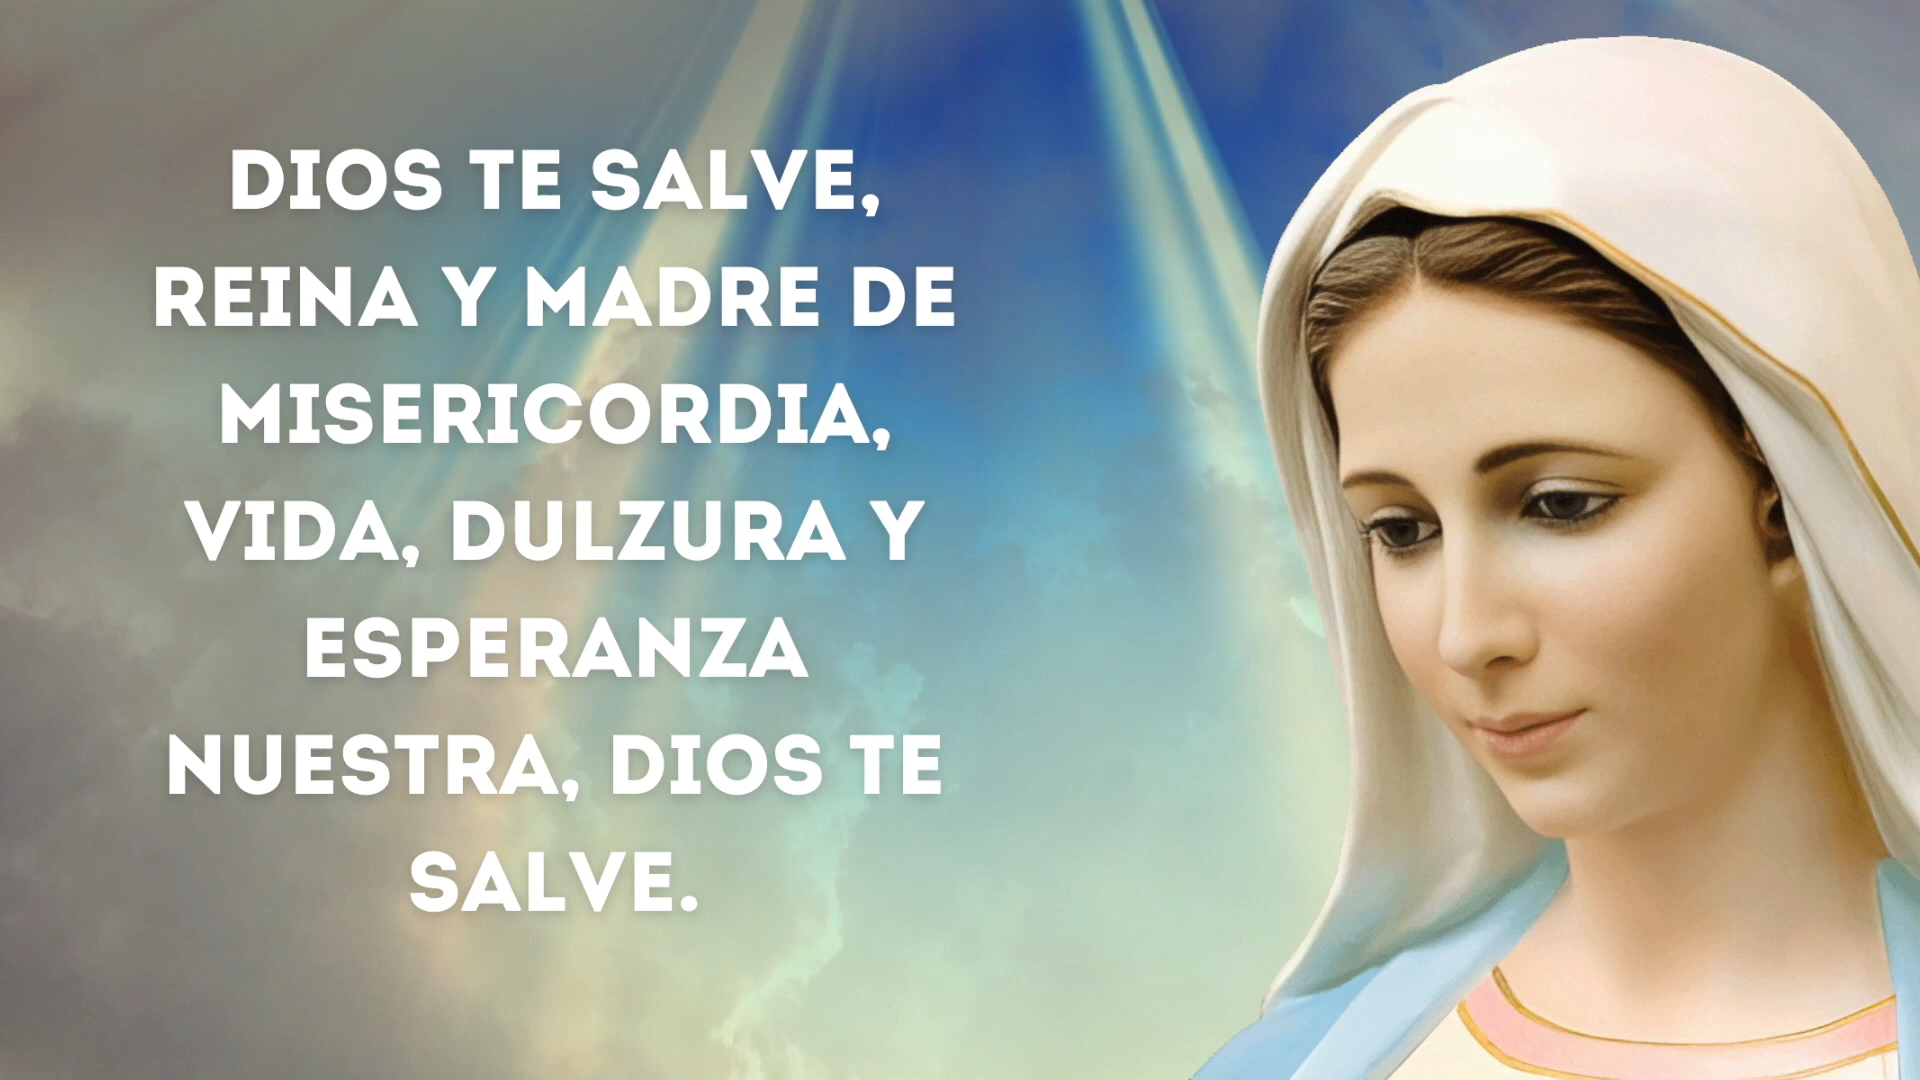 DIOS TE SALVE,
REINA Y MADRE DE
MISERICORDIA,
VIDA, DULZURA Y
ESPERANZA
NUESTRA, DIOS TE
SALVE.